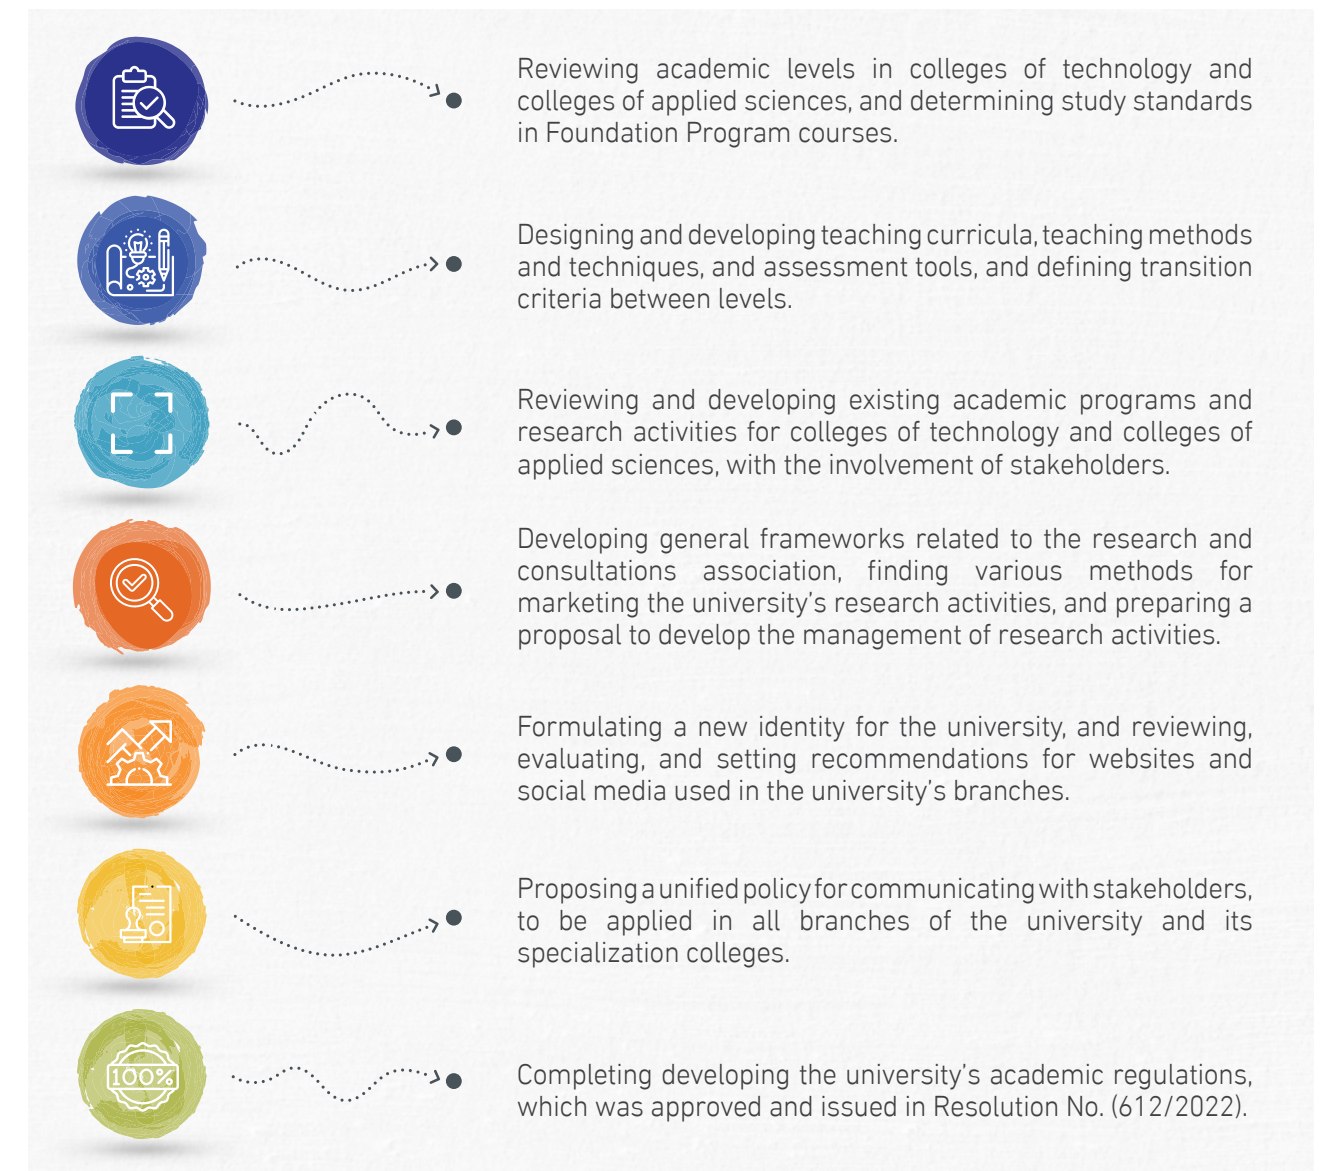 Reviewing academic levels in colleges of technology and
colleges of applied sciences, and determining study standards
in Foundation Program courses.
Designing and developing teaching curricula, teaching methods
and techniques, and assessment tools, and defining transition
criteria between levels.
Reviewing and developing existing academic programs and
research activities for colleges of technology and colleges of
applied sciences, with the involvement of stakeholders.
Developing general frameworks related to the research and
consultations association, finding various methods for
marketing the university's research activities, and preparing a
proposal to develop the management of research activities.
Formulating a new identity for the university, and reviewing,
evaluating, and setting recommendations for websites and
social media used in the university's branches.
Proposing a unified policy for communicating with stakeholders,
to be applied in all branches of the university and its
specialization colleges.
100%
Completing developing the university's academic regulations,
which was approved and issued in Resolution No. (612/2022).